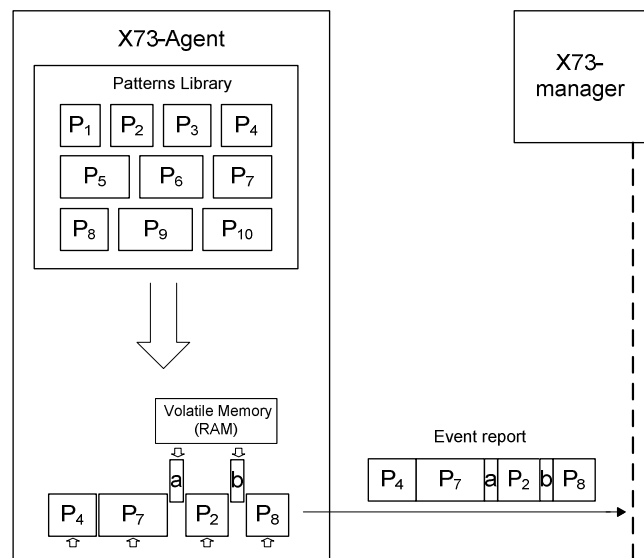 X73-Agent
Patterns Library
P₁ P₂ P₃ P₄
P₅ P₆ P₇
P₈ P₉ P₁₀
Volatile Memory
(RAM)
a b
P₄ P₇ P₂ P₈
X73-
manager
Event report
P₄ P₇ a P₂ b P₈